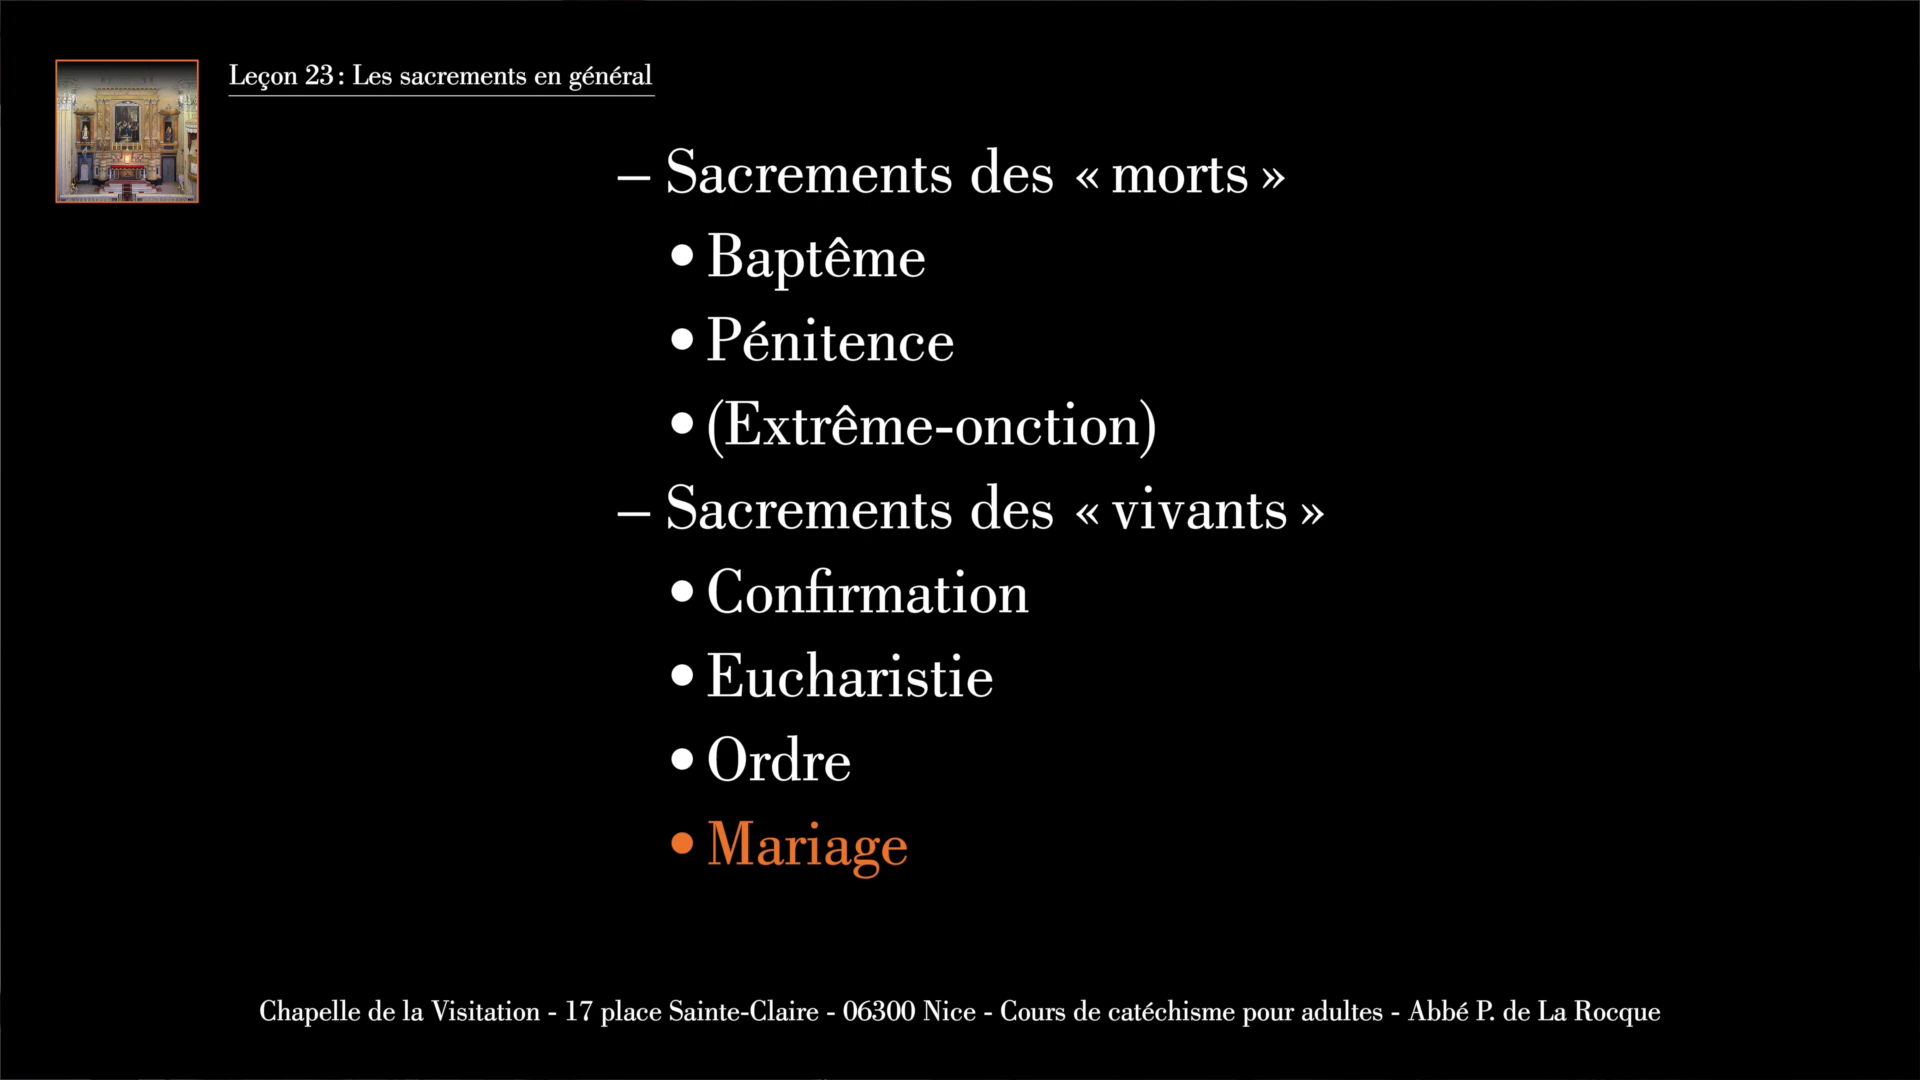 Leçon 23 : Les sacrements en général
– Sacrements des « morts »
• Baptême
• Pénitence
• (Extrême-onction)
– Sacrements des « vivants »
• Confirmation
• Eucharistie
• Ordre
• Mariage
Chapelle de la Visitation - 17 place Sainte-Claire - 06300 Nice - Cours de catéchisme pour adultes - Abbé P. de La Rocque